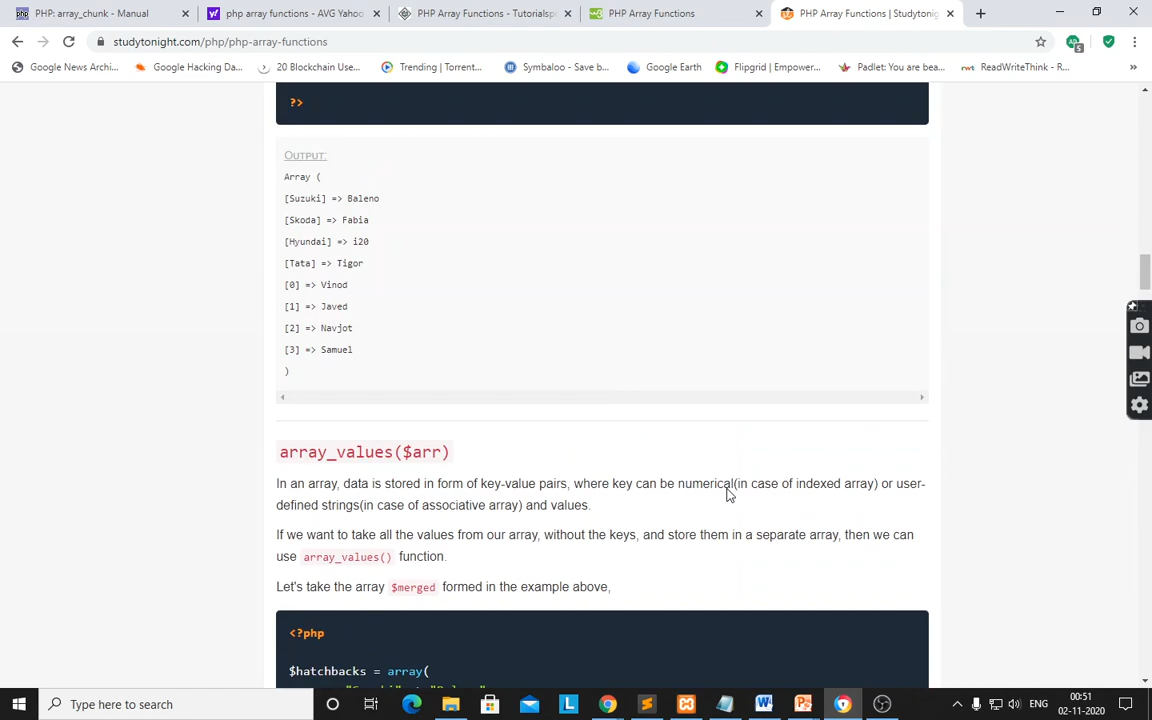 PHP: array_chunk - Manual
php array functions - AVG Yahoo
PHP Array Functions - Tutorialspo
PHP Array Functions
PHP Array Functions | Studytonig
studytonight.com/php/php-array-functions
Google News Archi...
Google Hacking Da...
20 Blockchain Use...
Trending | Torrent...
Symbaloo - Save b...
Google Earth
Flipgrid | Empower...
Padlet: You are bea...
ReadWriteThink - R...
?>
OUTPUT:
Array (
[Suzuki] => Baleno
[Skoda] => Fabia
[Hyundai] => i20
[Tata] => Tigor
[0] => Vinod
[1] => Javed
[2] => Navjot
[3] => Samuel
)
array_values($arr)
In an array, data is stored in form of key-value pairs, where key can be numerical(in case of indexed array) or user-
defined strings(in case of associative array) and values.
If we want to take all the values from our array, without the keys, and store them in a separate array, then we can
use array_values() function.
Let's take the array $merged formed in the example above,
<?php
$hatchbacks = array(
Type here to search
ENG
00:51
02-11-2020